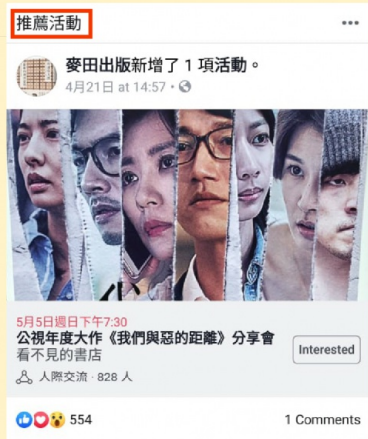 推薦活動
麥田出版新增了 1 項活動。
4月21日 at 14:57
5月5日週日下午7:30
公視年度大作《我們與惡的距離》分享會
看不見的書店
人際交流 · 828 人
Interested
554
1 Comments